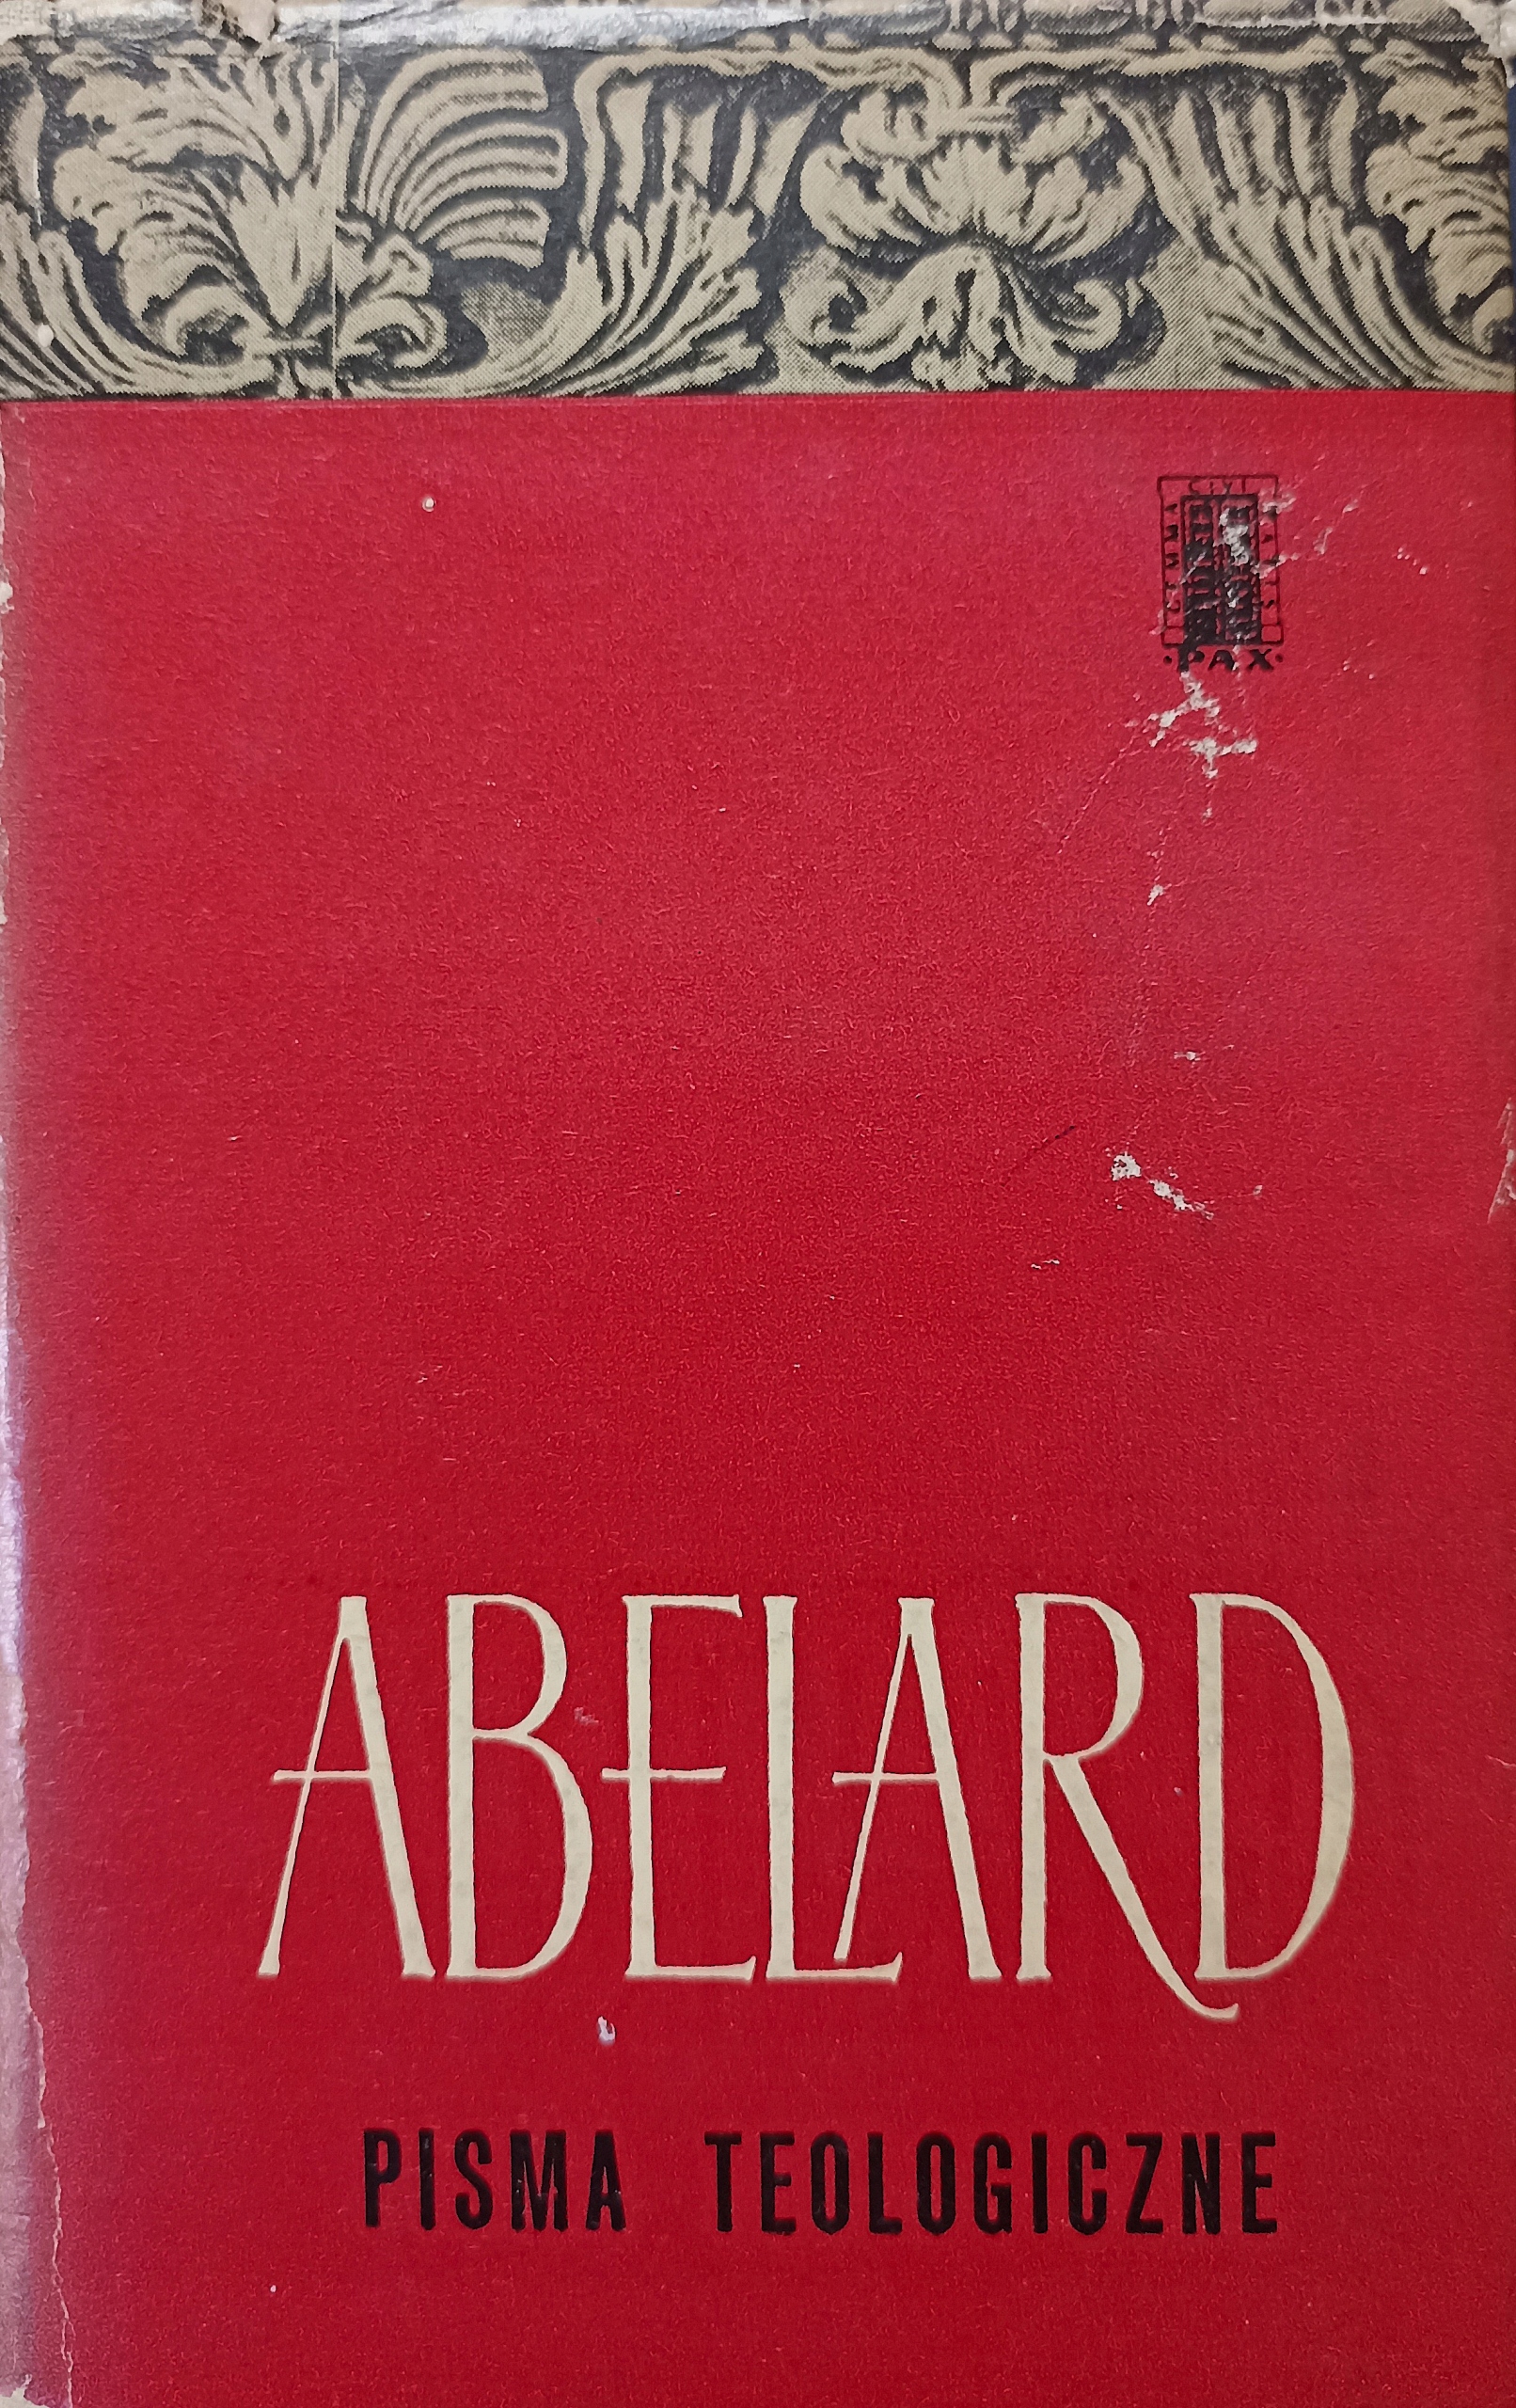 ·PAX·
ABELARD
PISMA TEOLOGICZNE